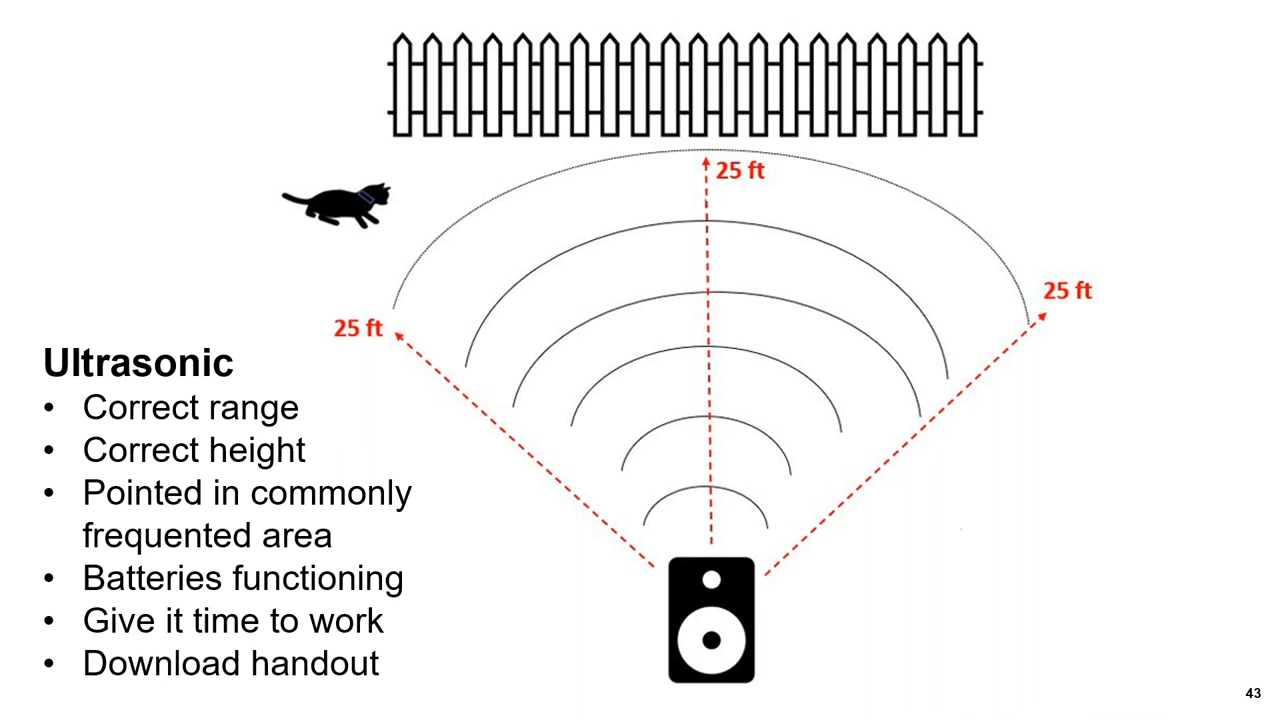 25 ft
25 ft
25 ft
Ultrasonic
• Correct range
• Correct height
• Pointed in commonly
frequented area
• Batteries functioning
• Give it time to work
• Download handout
43